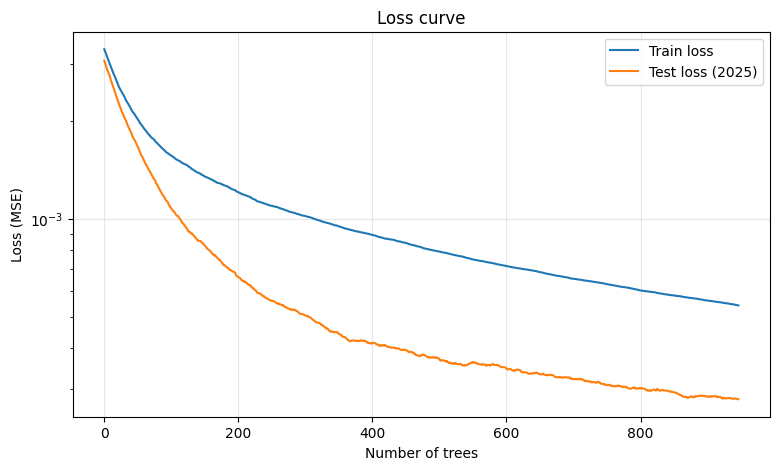 Loss curve
Train loss
Test loss (2025)
Loss (MSE)
10⁻³
0 200 400 600 800
Number of trees